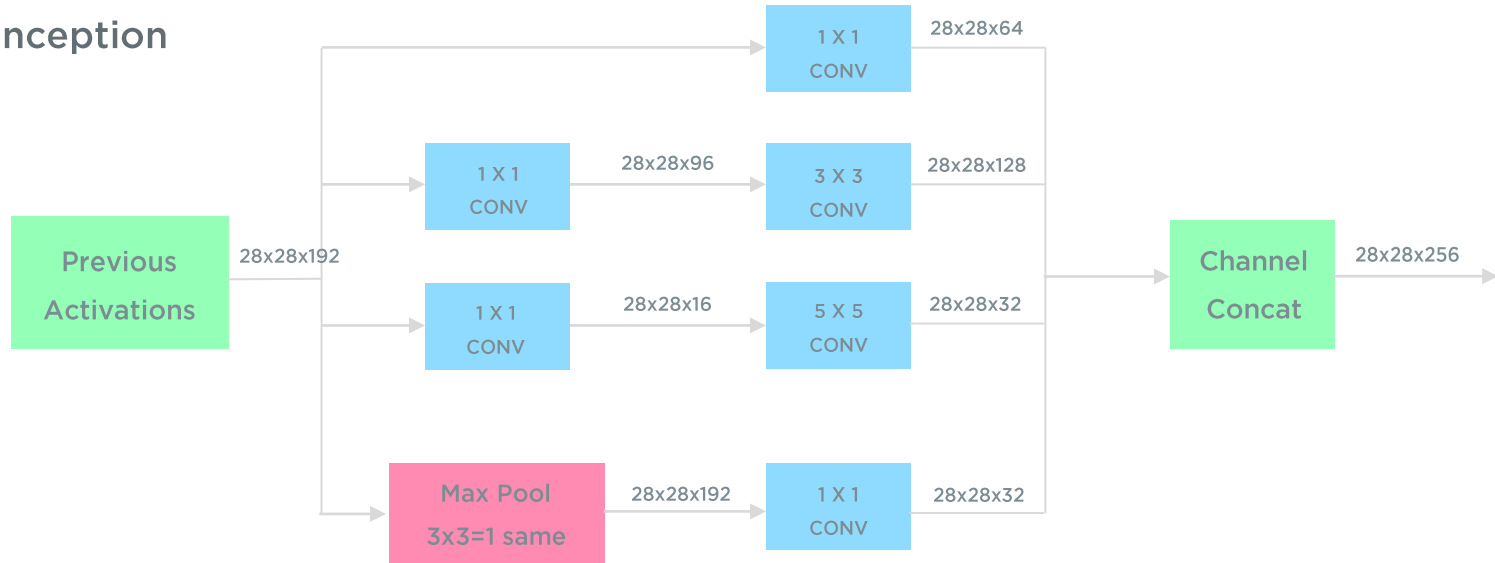 nception
1 X 1
CONV
28x28x64
1 X 1
CONV
28x28x96
3 X 3
CONV
28x28x128
Previous
Activations
28x28x192
1 X 1
CONV
28x28x16
5 X 5
CONV
28x28x32
Channel
Concat
28x28x256
Max Pool
3x3=1 same
28x28x192
1 X 1
CONV
28x28x32